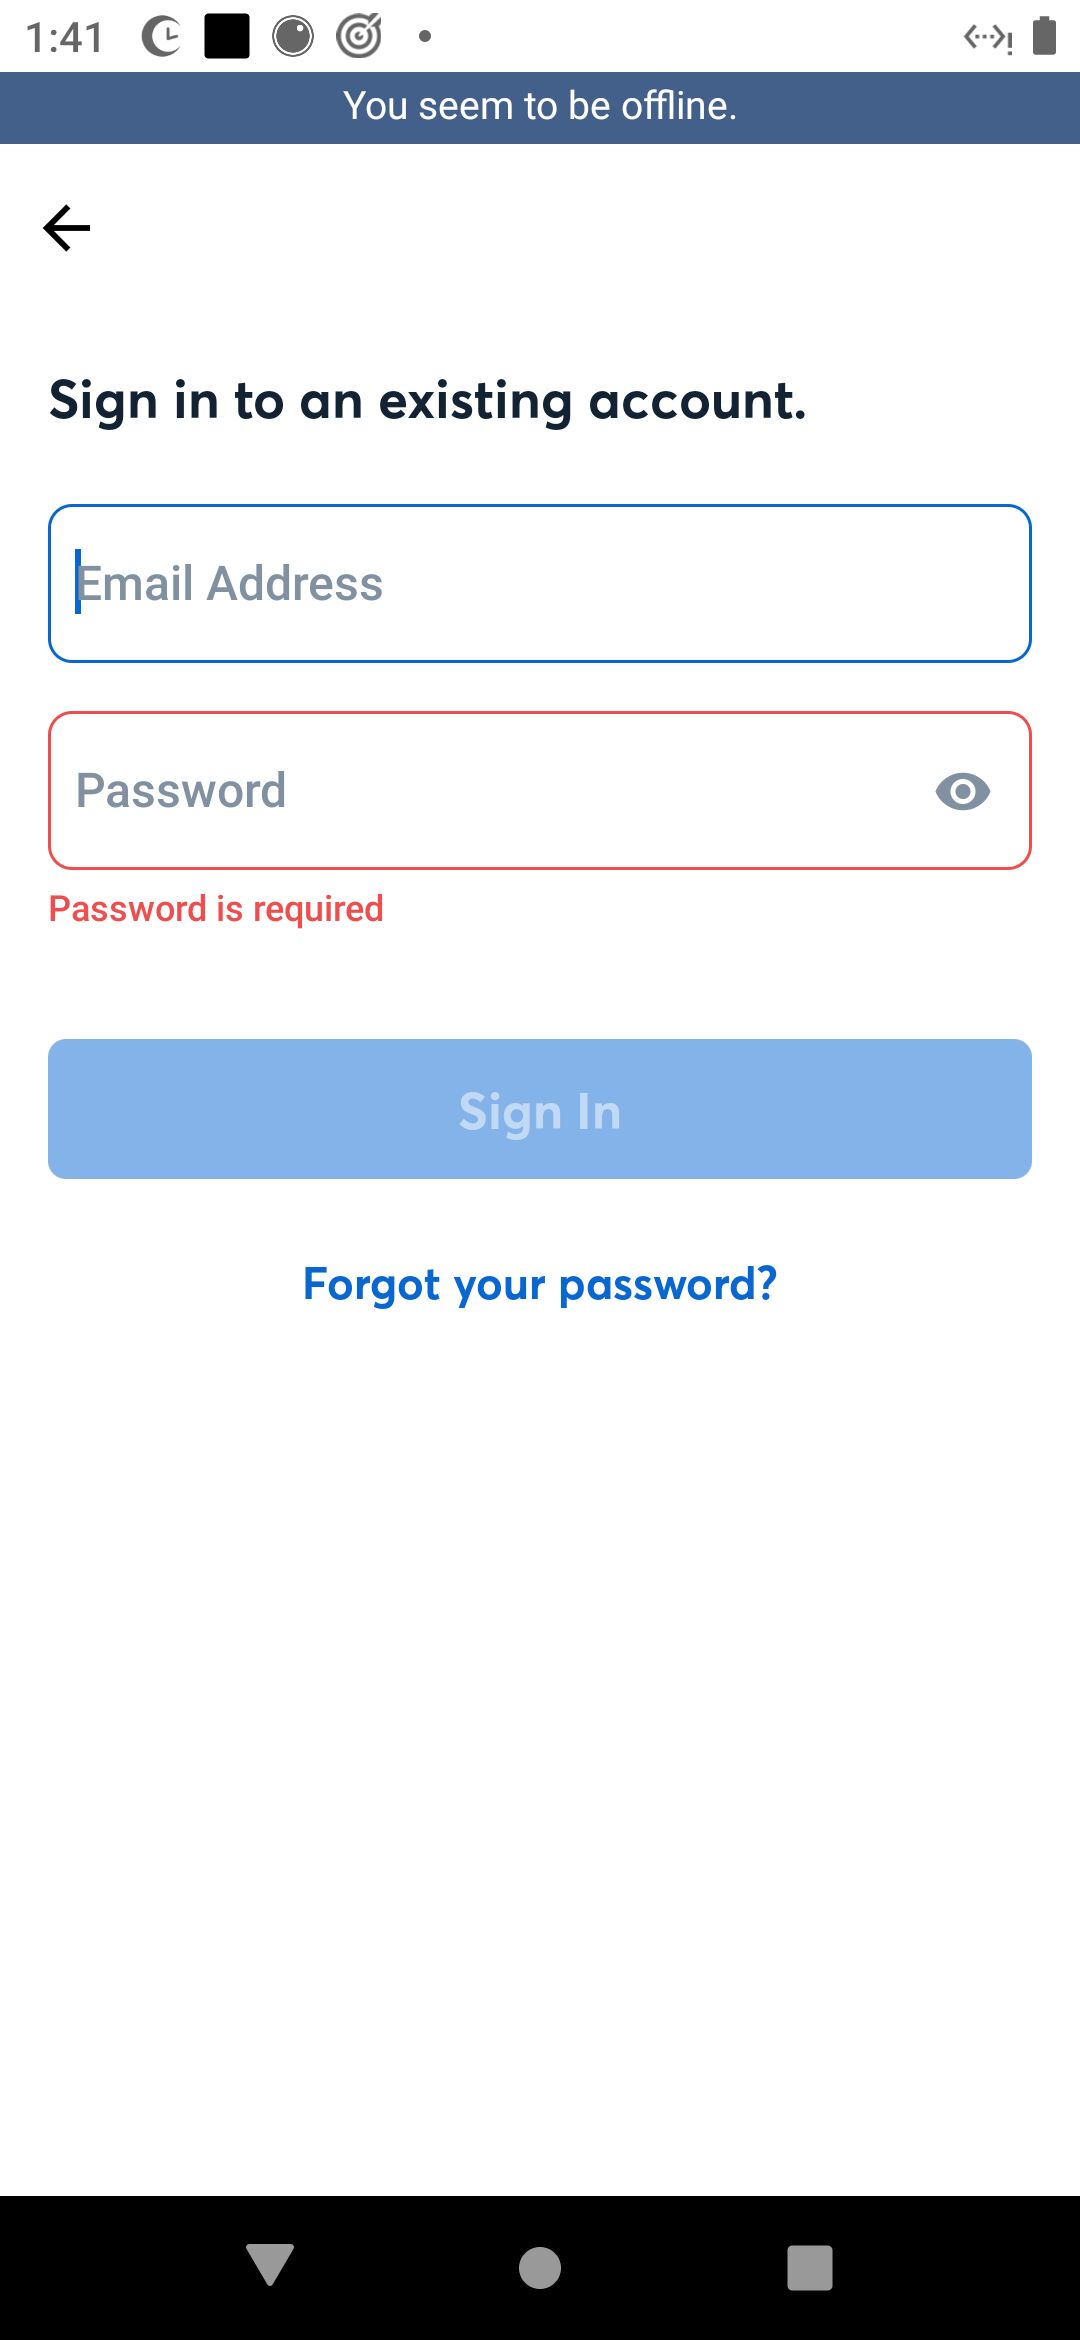 1:41
You seem to be offline.
Sign in to an existing account.
Email Address
Password
Password is required
Sign In
Forgot your password?